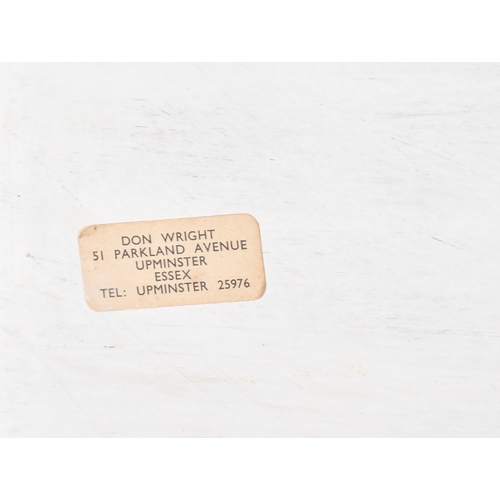 DON WRIGHT
51 PARKLAND AVENUE
UPMINSTER
ESSEX
TEL: UPMINSTER 25976